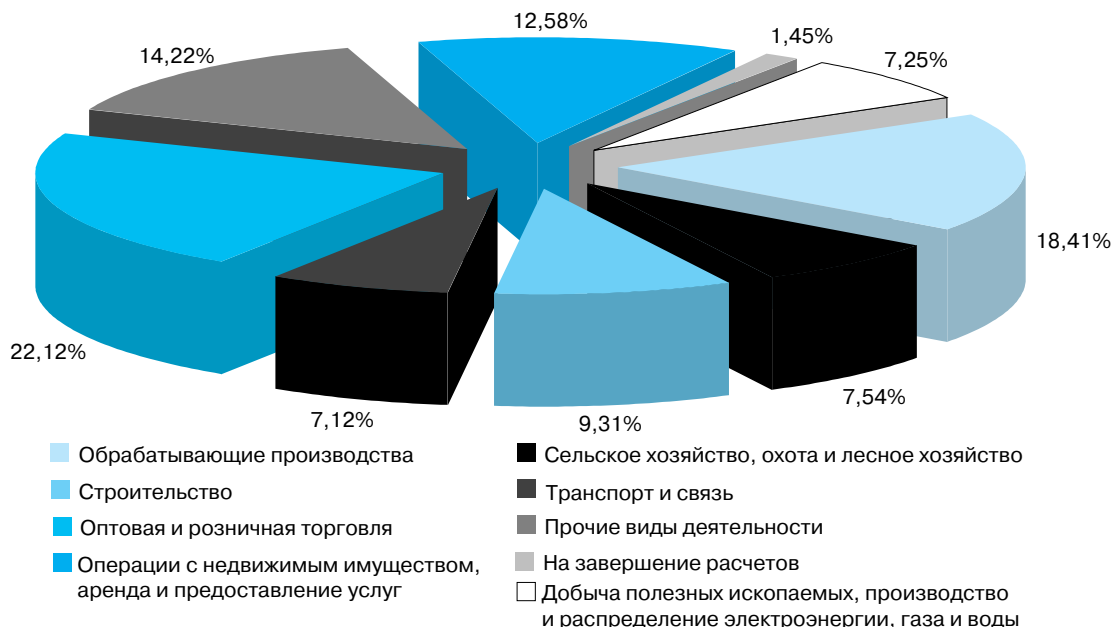 12,58%
1,45%
14,22%
7,25%
18,41%
22,12%
7,54%
7,12%
9,31%
Обрабатывающие производства
Строительство
Оптовая и розничная торговля
Операции с недвижимым имуществом,
аренда и предоставление услуг
Сельское хозяйство, охота и лесное хозяйство
Транспорт и связь
Прочие виды деятельности
На завершение расчетов
Добыча полезных ископаемых, производство
и распределение электроэнергии, газа и воды